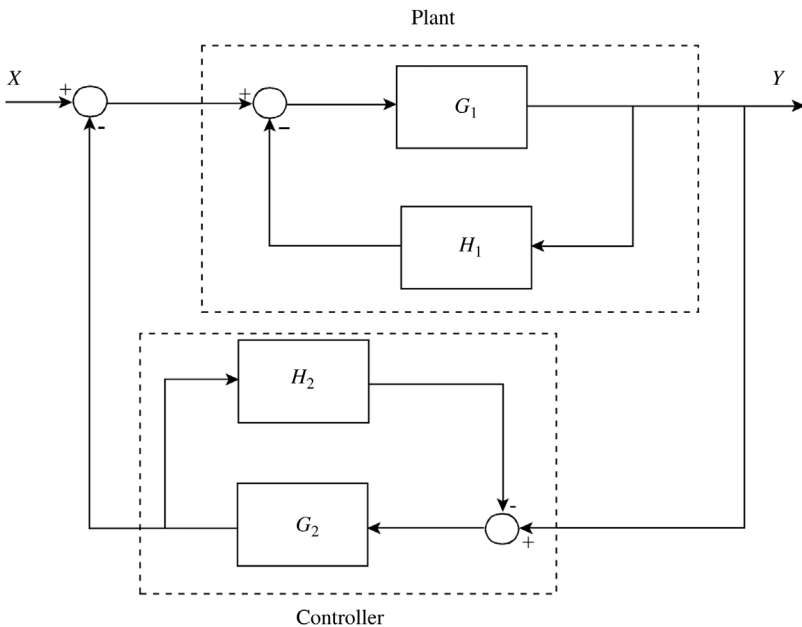 Plant
X
+
-
+
−
G1
Y
H1
H2
G2
-
+
Controller